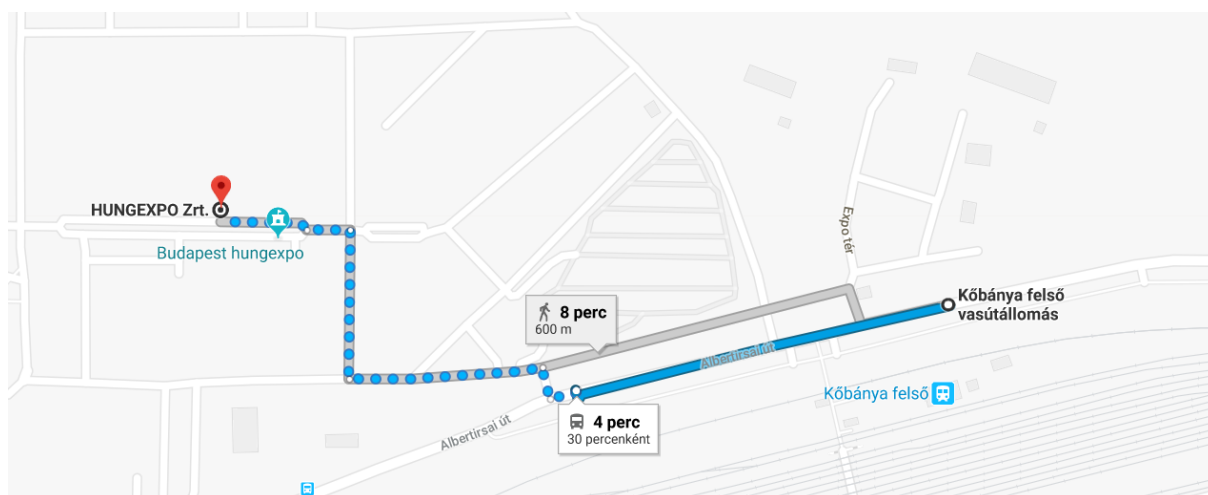 HUNGEXPO Zrt.
Budapest hungexpo
Expo tér
Kőbánya felső
vasútállomás
8 perc
600 m
Albertirsai út
Kőbánya felső
4 perc
30 percenként
Albertirsai út